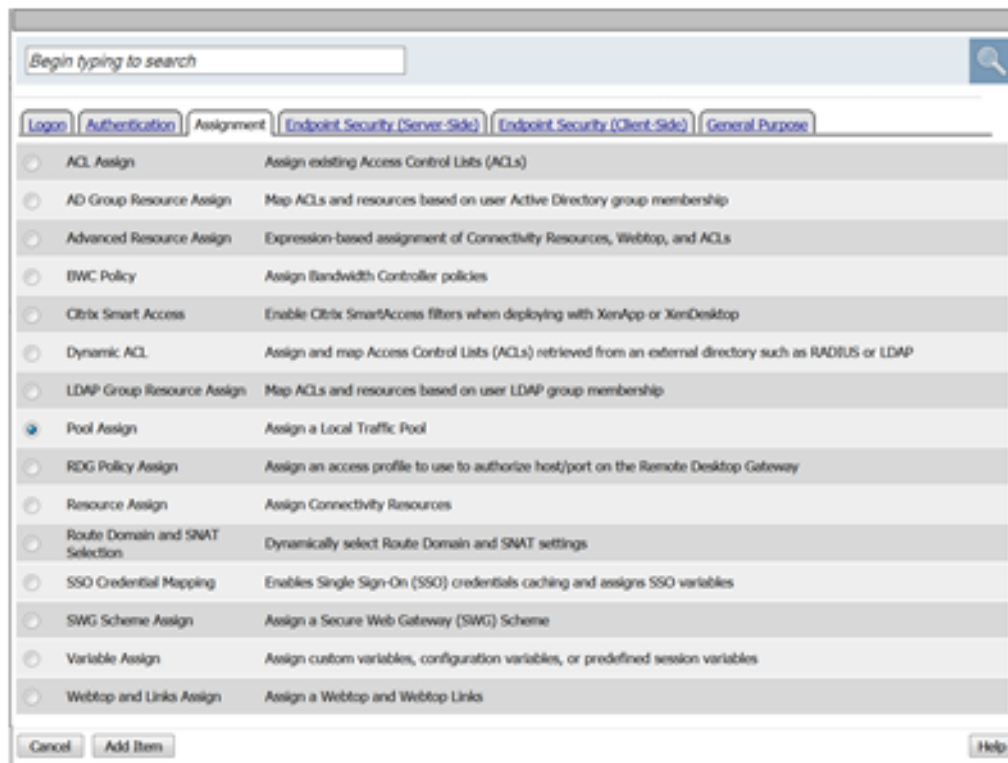 Begin typing to search
Logon Authentication Assignment Endpoint Security (Server-Side) Endpoint Security (Client-Side) General Purpose
ACL Assign Assign existing Access Control Lists (ACLs)
AD Group Resource Assign Map ACLs and resources based on user Active Directory group membership
Advanced Resource Assign Expression-based assignment of Connectivity Resources, Webtop, and ACLs
BWC Policy Assign Bandwidth Controller policies
Citrix Smart Access Enable Citrix SmartAccess filters when deploying with XenApp or XenDesktop
Dynamic ACL Assign and map Access Control Lists (ACLs) retrieved from an external directory such as RADIUS or LDAP
LDAP Group Resource Assign Map ACLs and resources based on user LDAP group membership
Pool Assign Assign a Local Traffic Pool
RDG Policy Assign Assign an access profile to use to authorize host/port on the Remote Desktop Gateway
Resource Assign Assign Connectivity Resources
Route Domain and SNAT
Selection Dynamically select Route Domain and SNAT settings
SSO Credential Mapping Enables Single Sign-On (SSO) credentials caching and assigns SSO variables
SWG Scheme Assign Assign a Secure Web Gateway (SWG) Scheme
Variable Assign Assign custom variables, configuration variables, or predefined session variables
Webtop and Links Assign Assign a Webtop and Webtop Links
Cancel Add Item Help